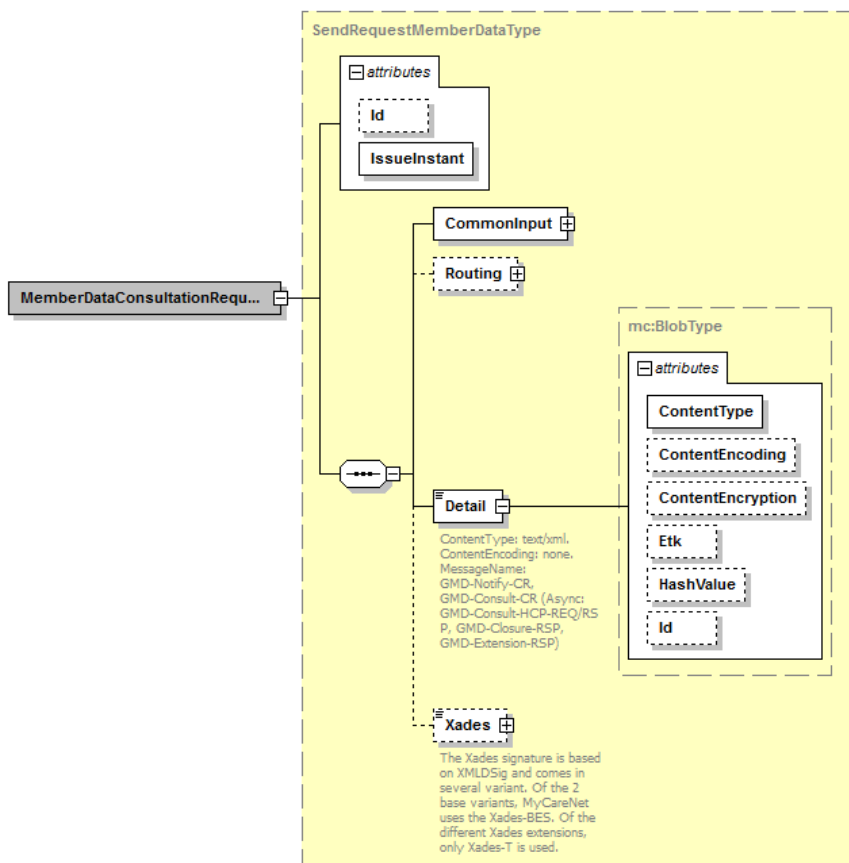 SendRequestMemberDataType
attributes
Id
IssueInstant
CommonInput
Routing
MemberDataConsultationRequ...
mc:BlobType
attributes
ContentType
ContentEncoding
ContentEncryption
Etk
HashValue
Id
Detail
ContentType: text/xml.
ContentEncoding: none.
MessageName:
GMD-Notify-CR,
GMD-Consult-CR (Async:
GMD-Consult-HCP-REQ/RS
P, GMD-Closure-RSP,
GMD-Extension-RSP)
Xades
The Xades signature is based
on XMLDSig and comes in
several variant. Of the 2
base variants, MyCareNet
uses the Xades-BES. Of the
different Xades extensions,
only Xades-T is used.